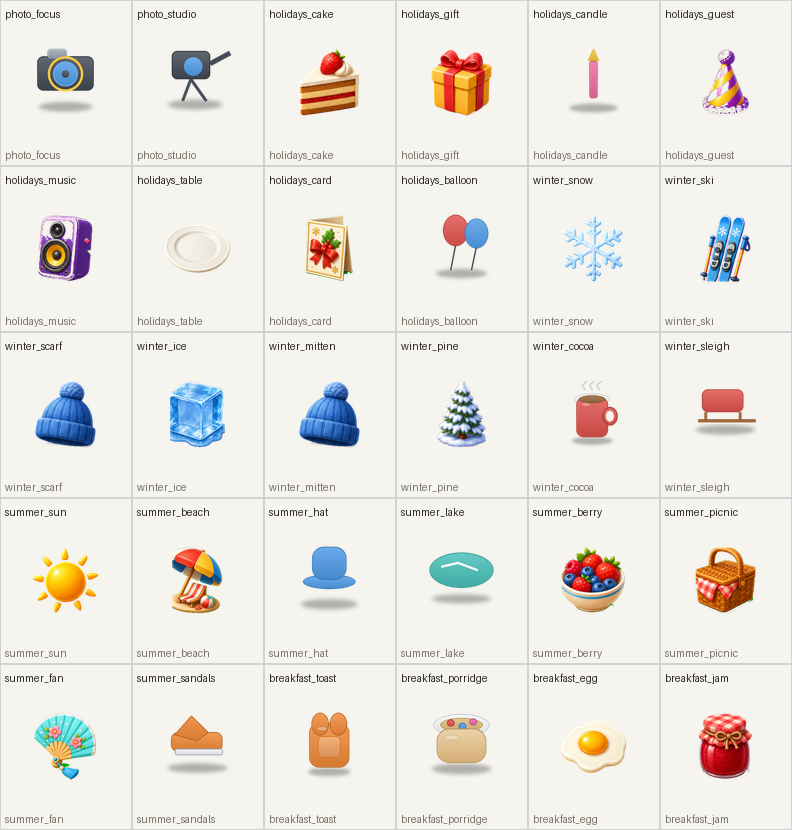 photo_focus photo_studio holidays_cake holidays_gift holidays_candle holidays_guest
photo_focus photo_studio holidays_cake holidays_gift holidays_candle holidays_guest
holidays_music holidays_table holidays_card holidays_balloon winter_snow winter_ski
holidays_music holidays_table holidays_card holidays_balloon winter_snow winter_ski
winter_scarf winter_ice winter_mitten winter_pine winter_cocoa winter_sleigh
winter_scarf winter_ice winter_mitten winter_pine winter_cocoa winter_sleigh
summer_sun summer_beach summer_hat summer_lake summer_berry summer_picnic
summer_sun summer_beach summer_hat summer_lake summer_berry summer_picnic
summer_fan summer_sandals breakfast_toast breakfast_porridge breakfast_egg breakfast_jam
summer_fan summer_sandals breakfast_toast breakfast_porridge breakfast_egg breakfast_jam